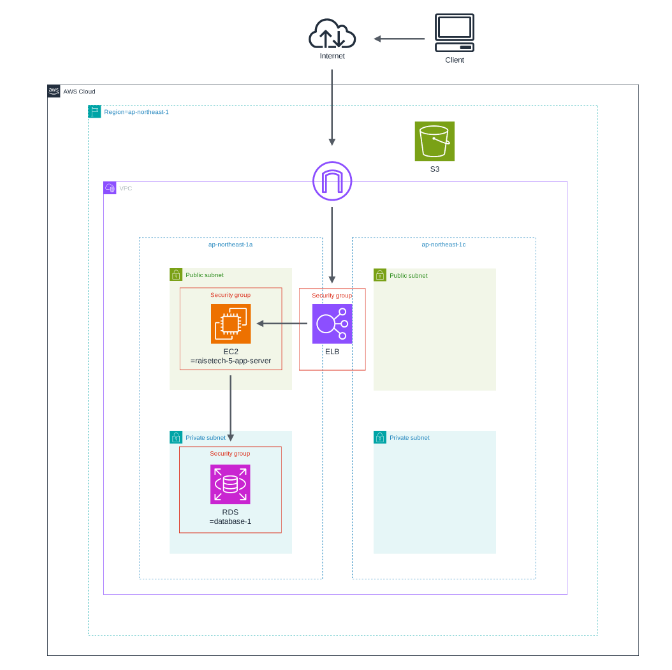 Internet
Client
aws
AWS Cloud
Region=ap-northeast-1
S3
VPC
ap-northeast-1a
ap-northeast-1c
Public subnet
Public subnet
Security group
Security group
EC2
=raisetech-5-app-server
ELB
Private subnet
Private subnet
Security group
RDS
=database-1